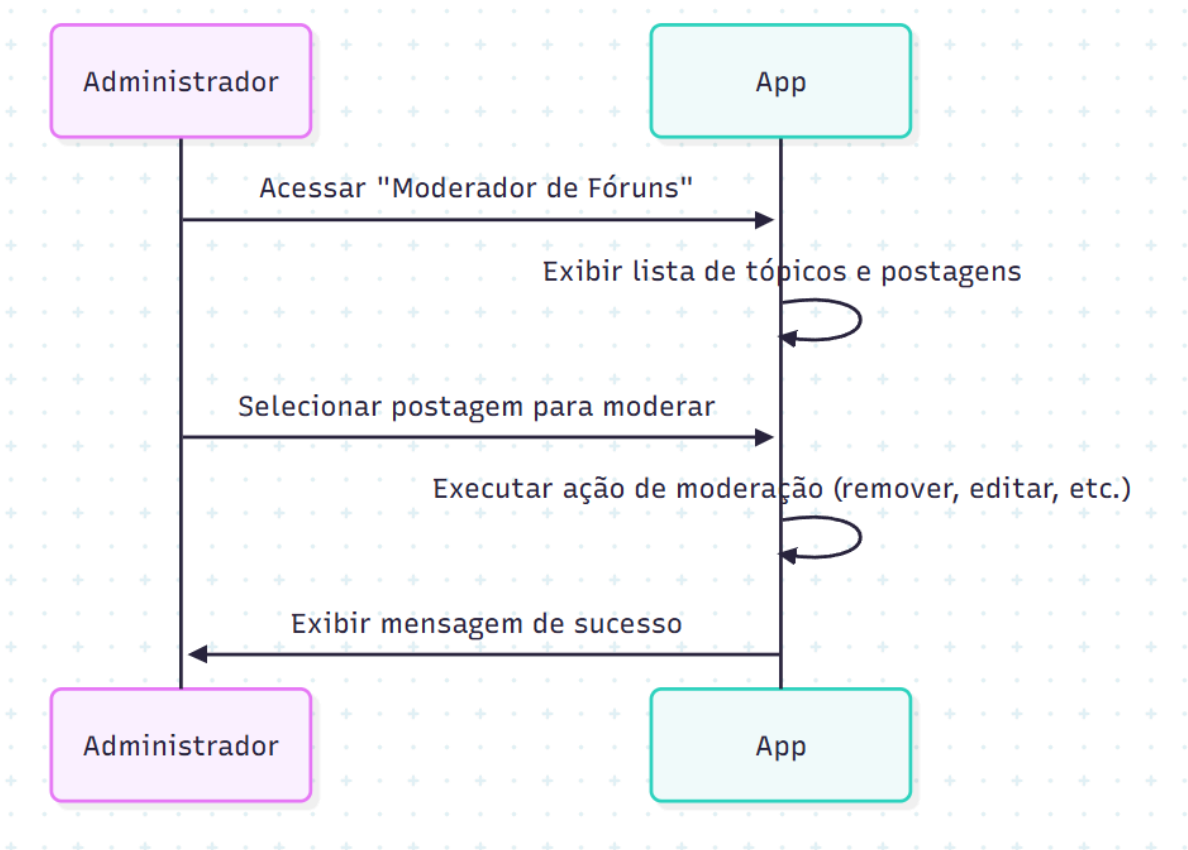 Administrador
App
Acessar "Moderador de Fóruns"
Exibir lista de tópicos e postagens
Selecionar postagem para moderar
Executar ação de moderação (remover, editar, etc.)
Exibir mensagem de sucesso
Administrador
App